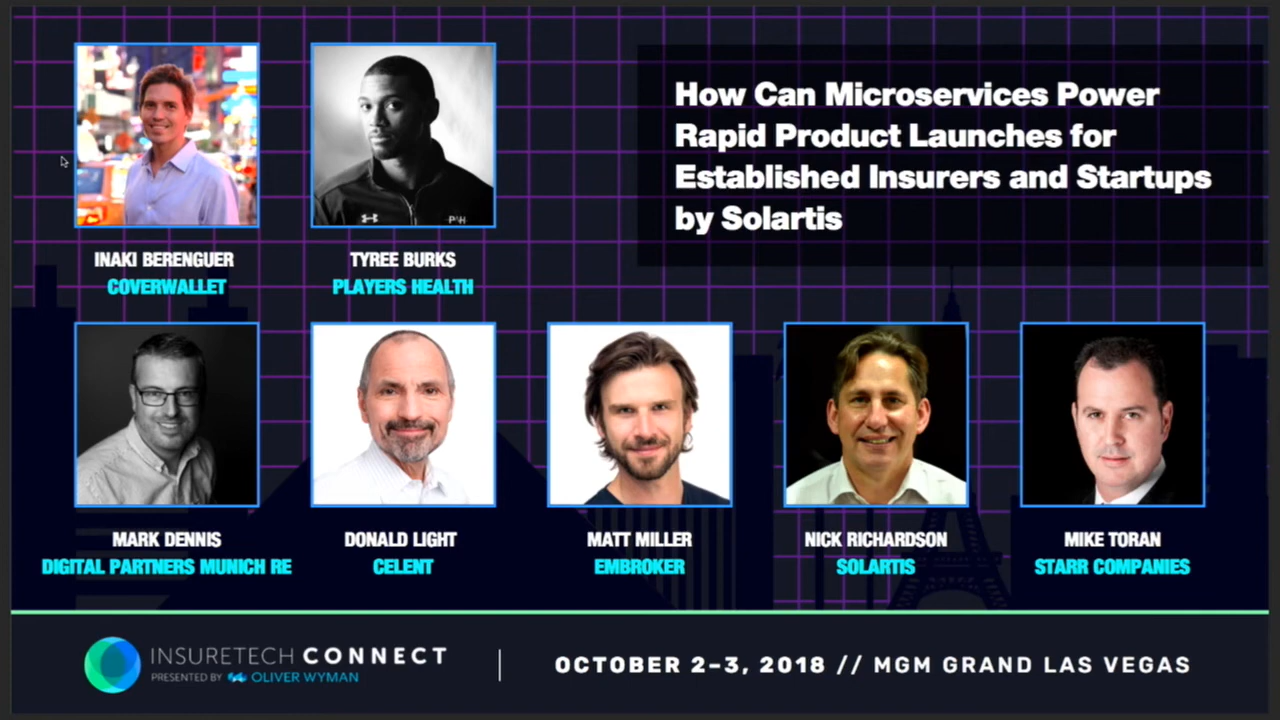 How Can Microservices Power
Rapid Product Launches for
Established Insurers and Startups
by Solartis
P H
INAKI BERENGUER
COVERWALLET
TYREE BURKS
PLAYERS HEALTH
MARK DENNIS
DIGITAL PARTNERS MUNICH RE
DONALD LIGHT
CELENT
MATT MILLER
EMBROKER
NICK RICHARDSON
SOLARTIS
MIKE TORAN
STARR COMPANIES
INSURETECH CONNECT
PRESENTED BY OLIVER WYMAN
OCTOBER 2–3, 2018 // MGM GRAND LAS VEGAS